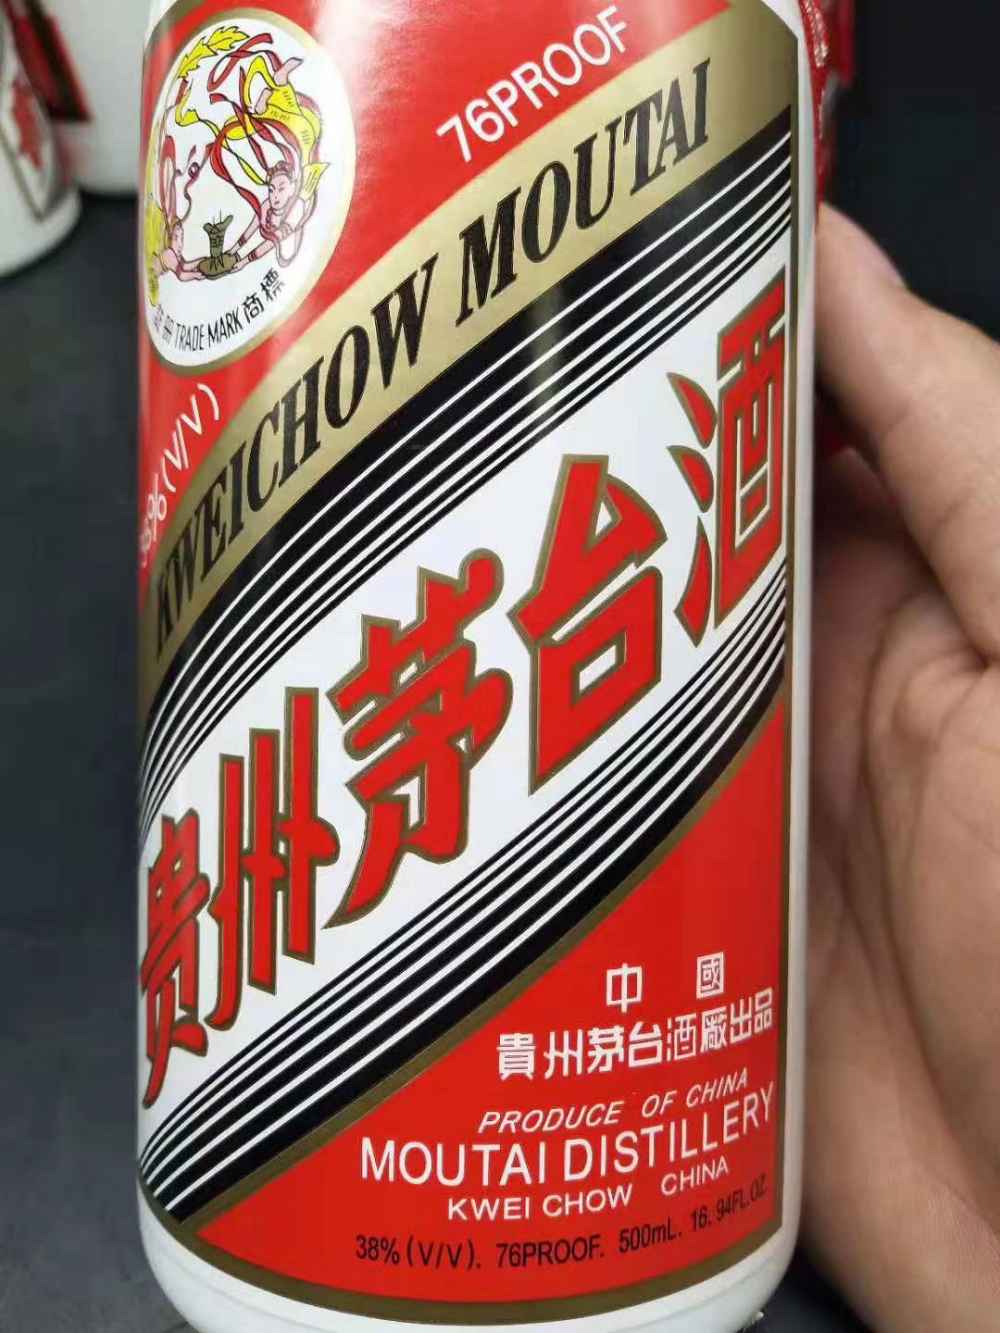 76PROOF
TRADE MARK 商標
%(V/V)
KWEICHOW MOUTAI
贵州茅台酒
中國
貴州茅台酒廠出品
PRODUCE OF CHINA
MOUTAI DISTILLERY
KWEI CHOW CHINA
38% (V/V). 76PROOF. 500mL. 16.94FL.OZ.